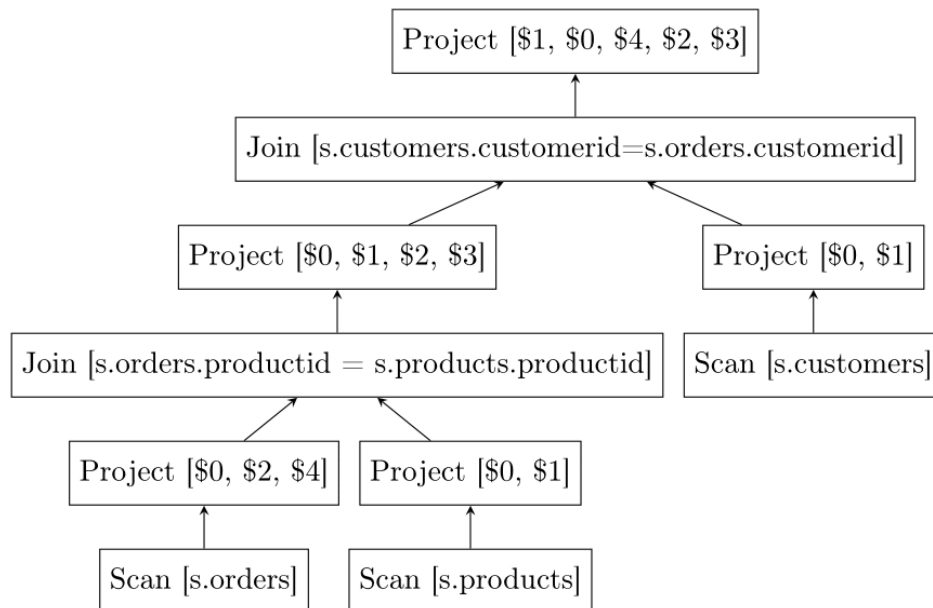 Project [$1, $0, $4, $2, $3]
Join [s.customers.customerid=s.orders.customerid]
Project [$0, $1, $2, $3]
Project [$0, $1]
Join [s.orders.productid = s.products.productid]
Scan [s.customers]
Project [$0, $2, $4]
Project [$0, $1]
Scan [s.orders]
Scan [s.products]